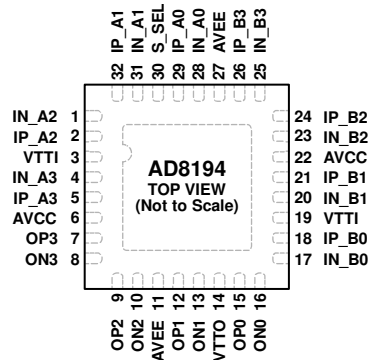 32 IP_A1
31 IN_A1
30 S_SEL
29 IP_A0
28 IN_A0
27 AVEE
26 IP_B3
25 IN_B3
IN_A2 1
IP_A2 2
VTTI 3
IN_A4 4
IP_A3 5
AVCC 6
OP3 7
ON3 8
AD8194
TOP VIEW
(Not to Scale)
24 IP_B2
23 IN_B2
22 AVCC
21 IP_B1
20 IN_B1
19 VTTI
18 IP_B0
17 IN_B0
OP2 9
ON2 10
AVEE 11
OP1 12
ON1 13
VTTO 14
OP0 15
ON0 16